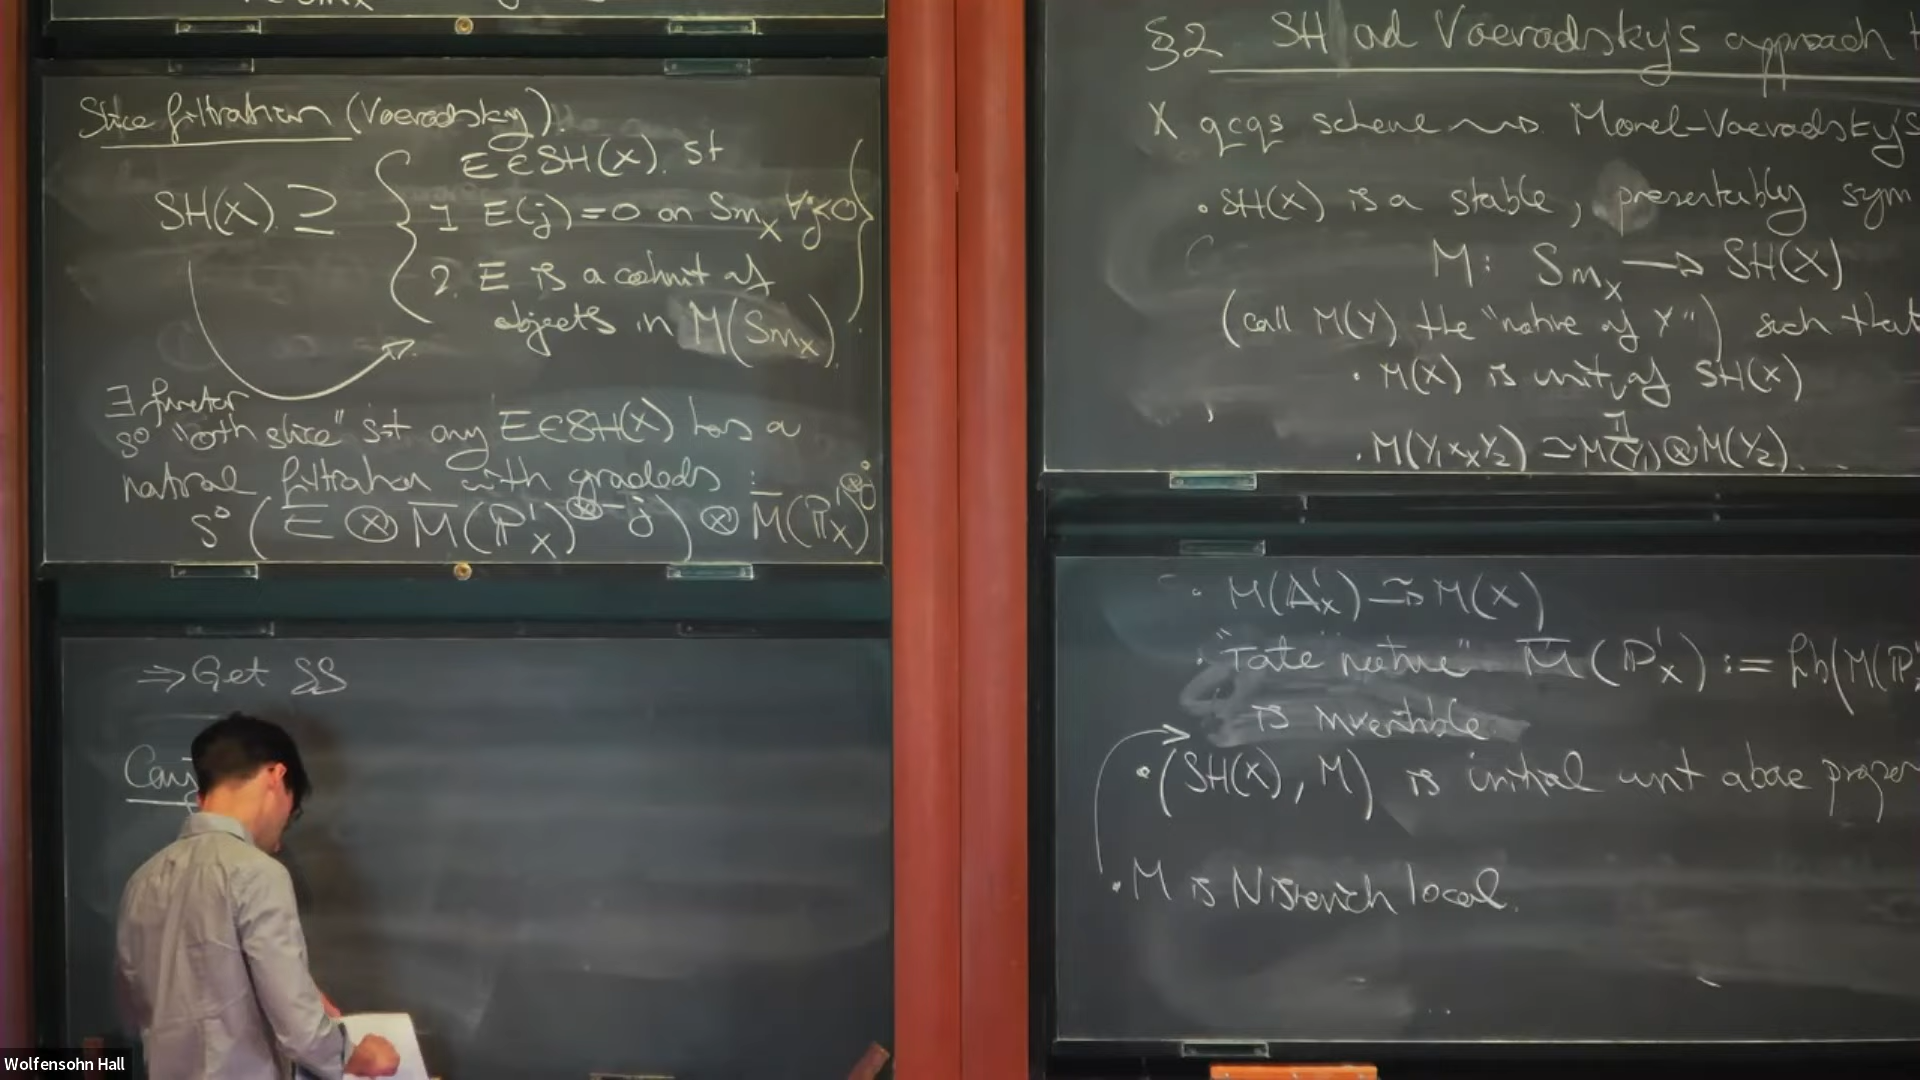 Slice filtration (Voevodsky).
SH(X) ⊇ { E∈SH(X). st
1 E(j) = 0 on Sm_X ∀j<0
2. E is a colimit of
objects in M(Sm_X) }
∃ functor
s⁰ "0th slice" st any E∈SH(X) has a
natural filtration with gradeds :
s⁰(E ⊗ M̄(P¹_X)^{⊗-j}) ⊗ M̄(P¹_X)^{⊗j}
⇒ Get SS
§2 SH and Voevodsky's approach
X qcqs scheme ⇝ Morel-Voevodsky's
• SH(X) is a stable, presentably sym
M: Sm_X → SH(X)
(call M(Y) the "motive of Y") such that
• M(X) is unit of SH(X)
• M(Y₁ ×_X Y₂) ≃ M(Y₁) ⊗ M(Y₂).
• M(A¹_X) ⥲ M(X)
• "Tate motive" M̄(P¹_X) := fib(M(P
is invertible.
• (SH(X), M) is initial wrt above
• M is Nisnevich local.
Wolfensohn Hall